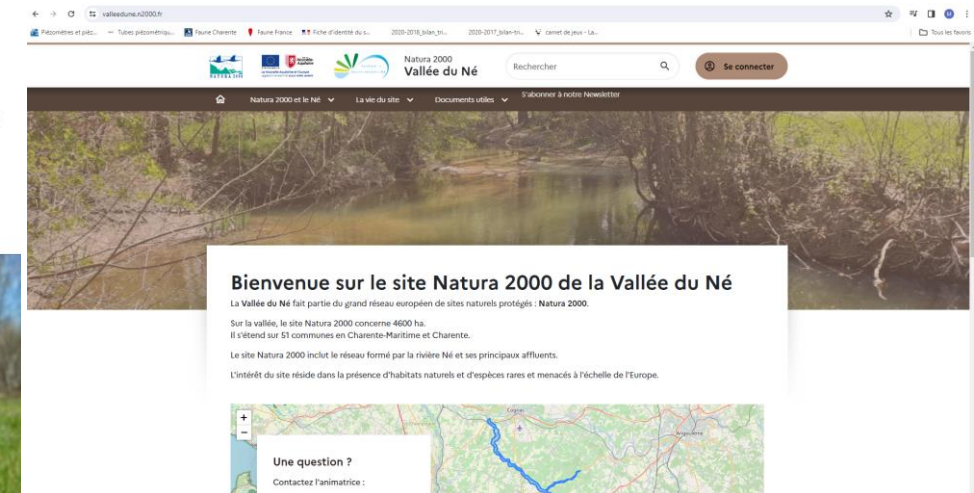 valleedune.n2000.fr
Piézomètres et piéz...
Tubes piézométriqu...
Faune Charente
Faune France
Fiche d'identité du s...
2020-2018_bilan_tri...
2020-2017_bilan-tri...
carnet de jeux - La...
Tous les favoris
NATURA 2000
Natura 2000
Vallée du Né
Rechercher
Se connecter
Natura 2000 et le Né
La vie du site
Documents utiles
S'abonner à notre Newsletter
Bienvenue sur le site Natura 2000 de la Vallée du Né
La Vallée du Né fait partie du grand réseau européen de sites naturels protégés : Natura 2000.
Sur la vallée, le site Natura 2000 concerne 4600 ha.
Il s'étend sur 51 communes en Charente-Maritime et Charente.
Le site Natura 2000 inclut le réseau formé par la rivière Né et ses principaux affluents.
L'intérêt du site réside dans la présence d'habitats naturels et d'espèces rares et menacés à l'échelle de l'Europe.
+
−
Cognac
Angoulême
Une question ?
Contactez l'animatrice :